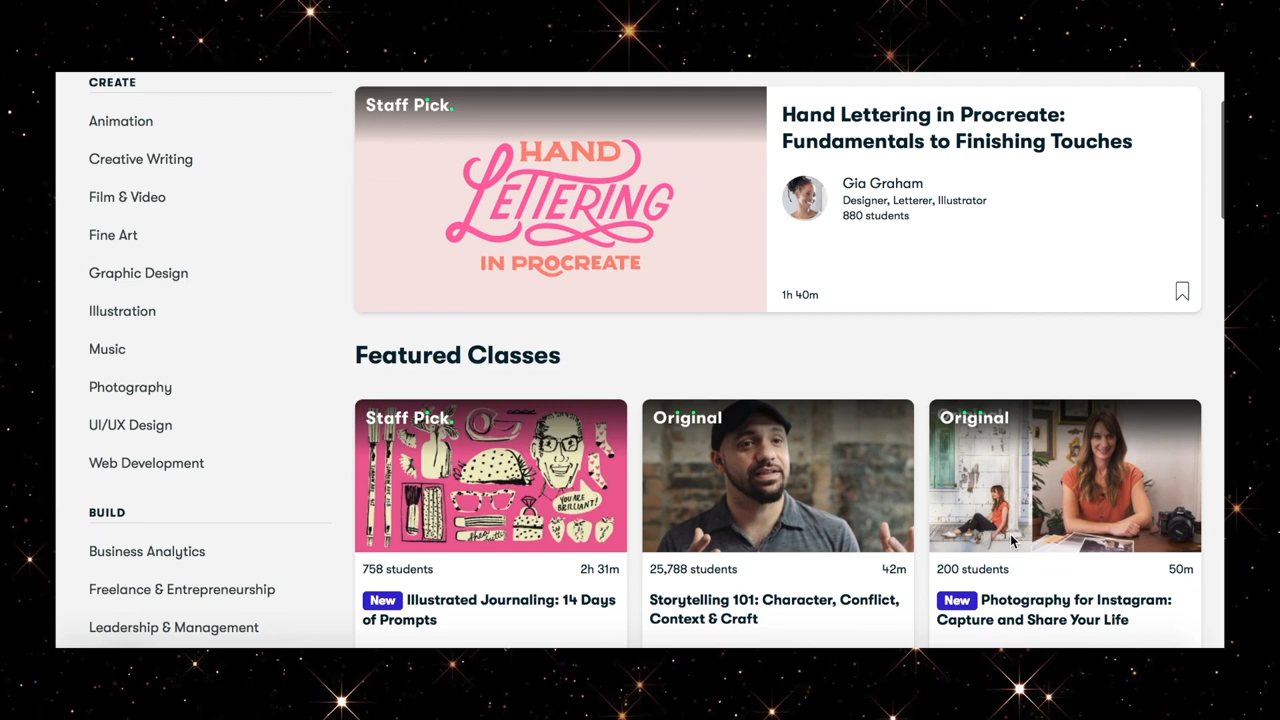 CREATE
Animation
Creative Writing
Film & Video
Fine Art
Graphic Design
Illustration
Music
Photography
UI/UX Design
Web Development
BUILD
Business Analytics
Freelance & Entrepreneurship
Leadership & Management
Staff Pick.
HAND
LETTERING
IN PROCREATE
Hand Lettering in Procreate:
Fundamentals to Finishing Touches
Gia Graham
Designer, Letterer, Illustrator
880 students
1h 40m
Featured Classes
Staff Pick.
YOU ARE
BRILLIANT!
758 students
2h 31m
New Illustrated Journaling: 14 Days
of Prompts
Original
25,788 students
42m
Storytelling 101: Character, Conflict,
Context & Craft
Original
200 students
50m
New Photography for Instagram:
Capture and Share Your Life